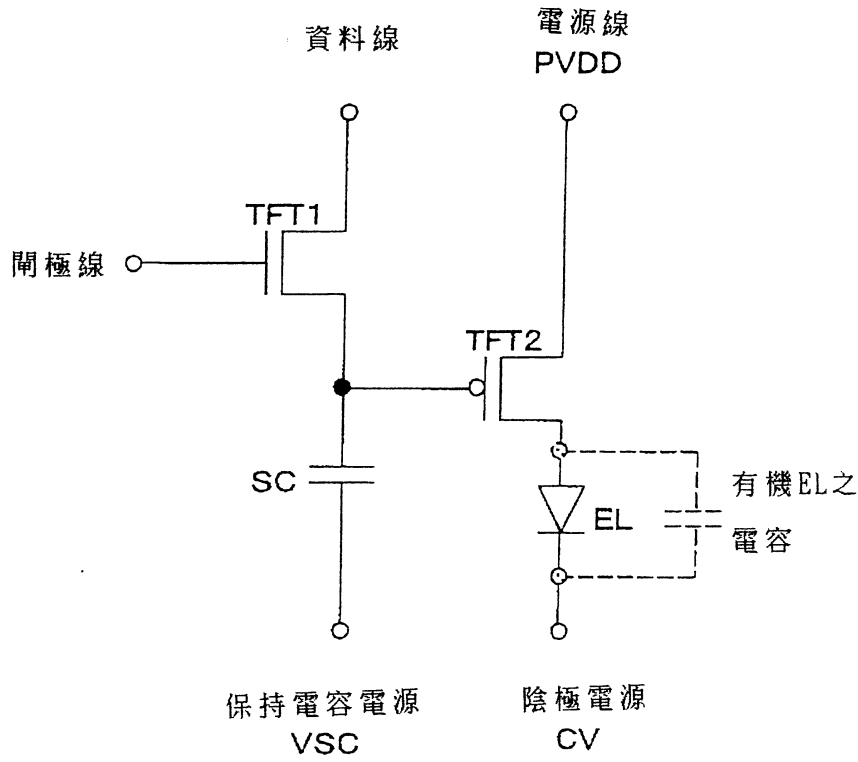 資料線
電源線
PVDD
TFT1
閘極線
TFT2
SC
EL
有機EL之
電容
保持電容電源
VSC
陰極電源
CV